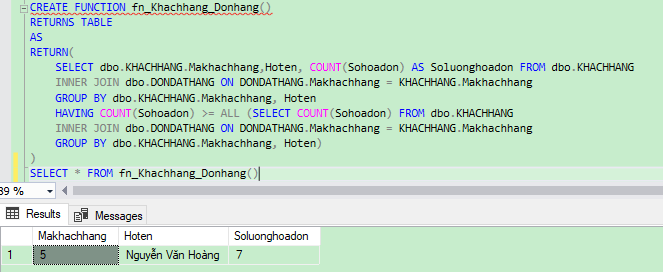 CREATE FUNCTION fn_Khachhang_Donhang()
RETURNS TABLE
AS
RETURN(
SELECT dbo.KHACHHANG.Makhachhang,Hoten, COUNT(Sohoadon) AS Soluonghoadon FROM dbo.KHACHHANG
INNER JOIN dbo.DONDATHANG ON DONDATHANG.Makhachhang = KHACHHANG.Makhachhang
GROUP BY dbo.KHACHHANG.Makhachhang, Hoten
HAVING COUNT(Sohoadon) >= ALL (SELECT COUNT(Sohoadon) FROM dbo.KHACHHANG
INNER JOIN dbo.DONDATHANG ON DONDATHANG.Makhachhang = KHACHHANG.Makhachhang
GROUP BY dbo.KHACHHANG.Makhachhang, Hoten)
)
SELECT * FROM fn_Khachhang_Donhang()
89 %
Results Messages
Makhachhang Hoten Soluonghoadon
1 5 Nguyễn Văn Hoàng 7